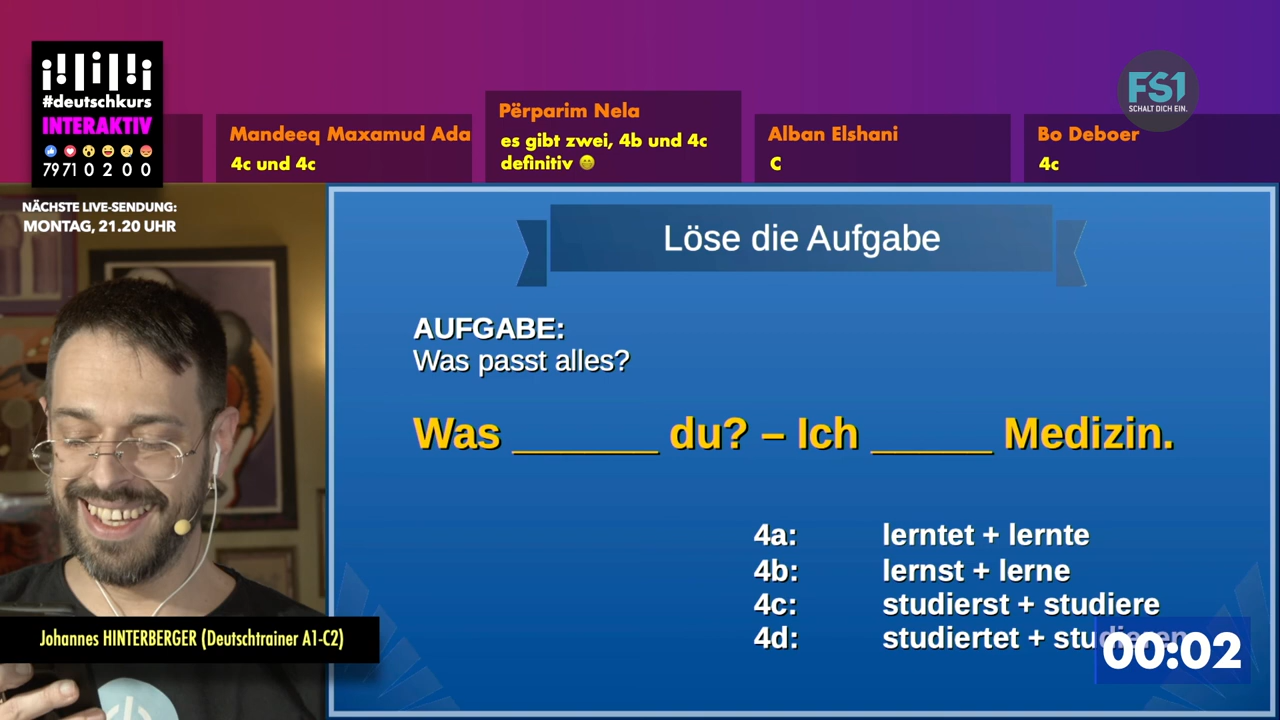 #deutschkurs
INTERAKTIV
79 71 0 2 0 0
NÄCHSTE LIVE-SENDUNG:
MONTAG, 21.20 UHR
Mandeeq Maxamud Ada
4c und 4c
Përparim Nela
es gibt zwei, 4b und 4c
definitiv 😁
Alban Elshani
C
Bo Deboer
4c
FS1
SCHALT DICH EIN.
Löse die Aufgabe
AUFGABE:
Was passt alles?
Was ______ du? – Ich _____ Medizin.
4a: lerntet + lernte
4b: lernst + lerne
4c: studierst + studiere
4d: studiertet + studieren
00:02
Johannes HINTERBERGER (Deutschtrainer A1-C2)